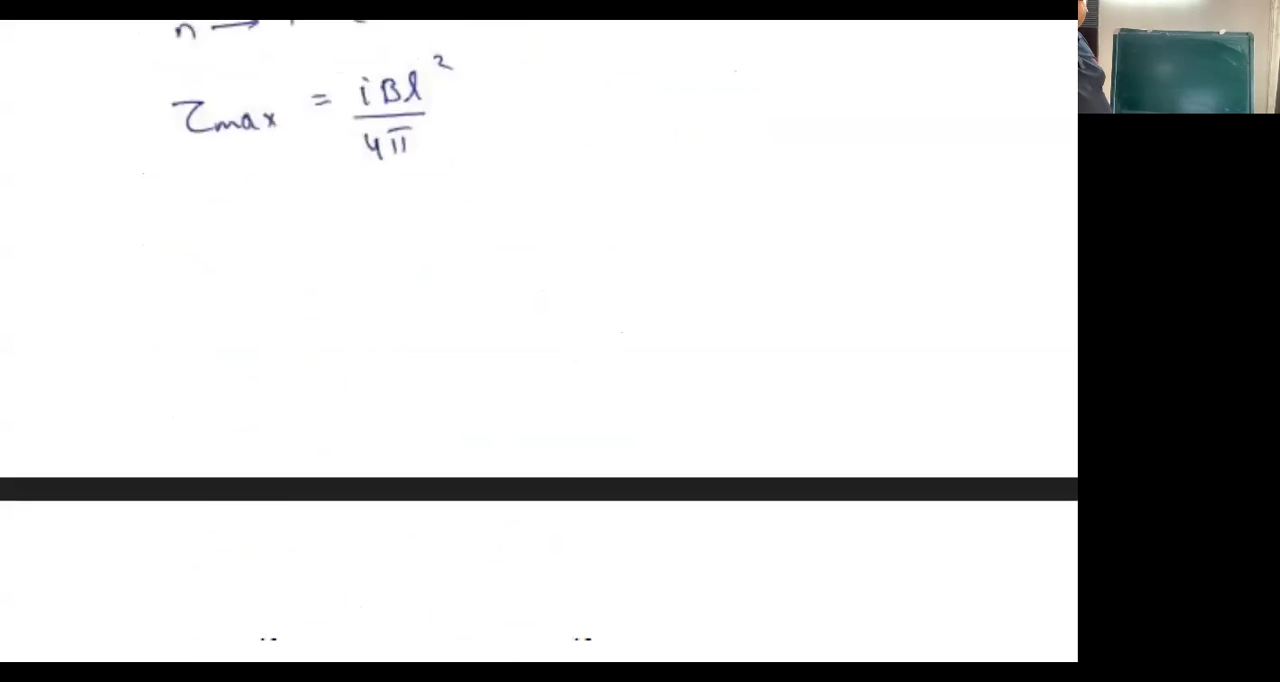 n →
τmax = iBl² / 4π